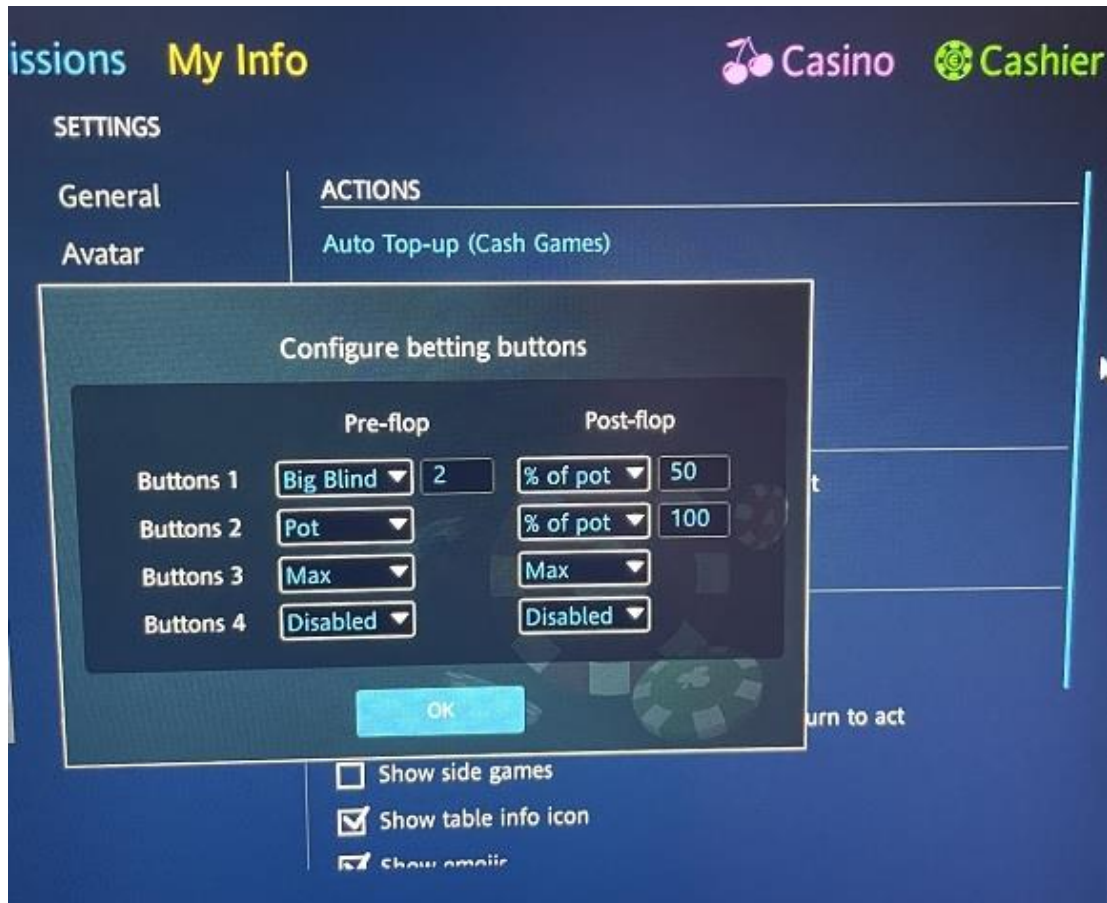 issions My Info Casino Cashier
SETTINGS
General
Avatar
ACTIONS
Auto Top-up (Cash Games)
Configure betting buttons
Pre-flop Post-flop
Buttons 1 Big Blind 2 % of pot 50
Buttons 2 Pot % of pot 100
Buttons 3 Max Max
Buttons 4 Disabled Disabled
OK
t
urn to act
Show side games
Show table info icon
Show emojis